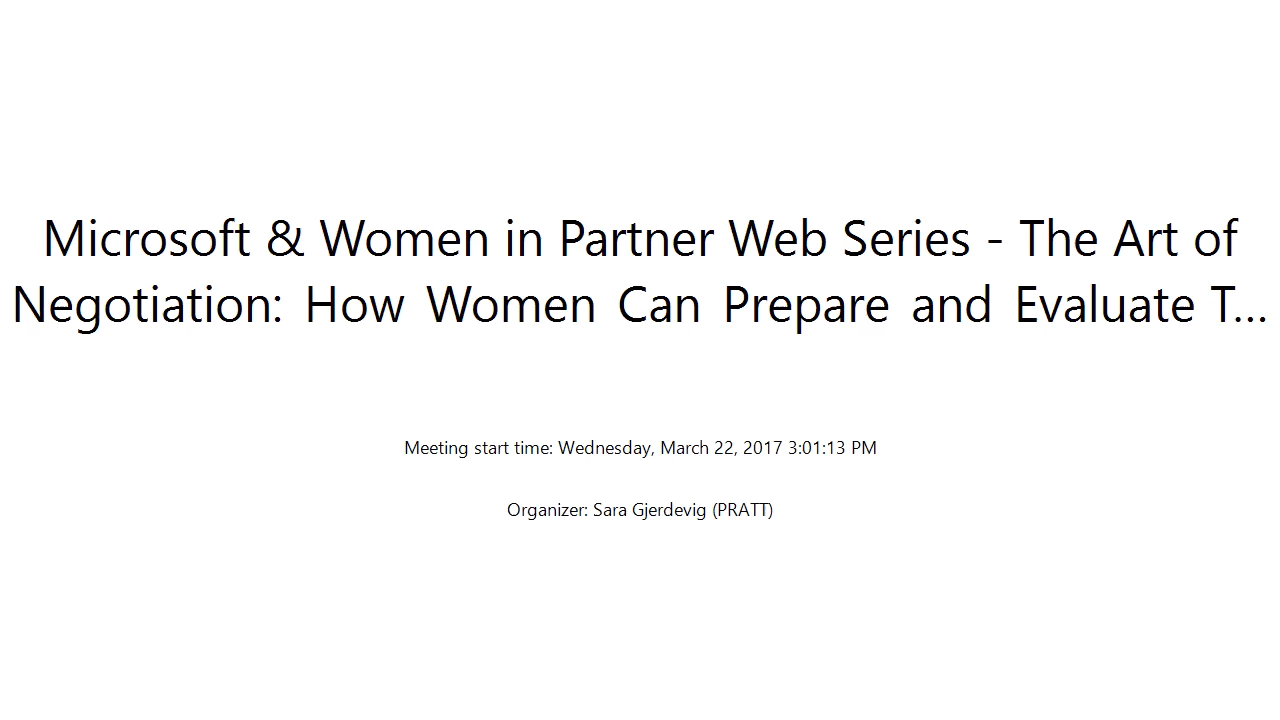 Microsoft & Women in Partner Web Series - The Art of
Negotiation: How Women Can Prepare and Evaluate T...
Meeting start time: Wednesday, March 22, 2017 3:01:13 PM
Organizer: Sara Gjerdevig (PRATT)